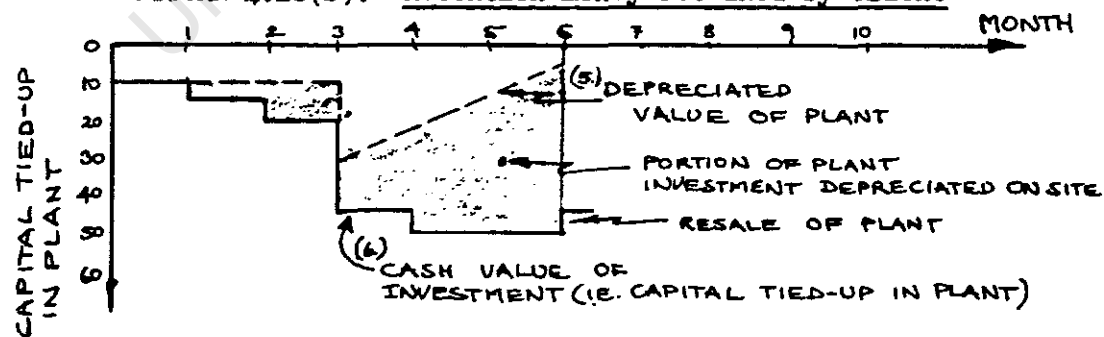 MONTH
1 2 3 4 5 6 7 8 9 10
0
10
20
30
40
50
60
CAPITAL TIED-UP
IN PLANT
(5) DEPRECIATED
VALUE OF PLANT
PORTION OF PLANT
INVESTMENT DEPRECIATED ON SITE
RESALE OF PLANT
(6)
CASH VALUE OF
INVESTMENT (I.E. CAPITAL TIED-UP IN PLANT)